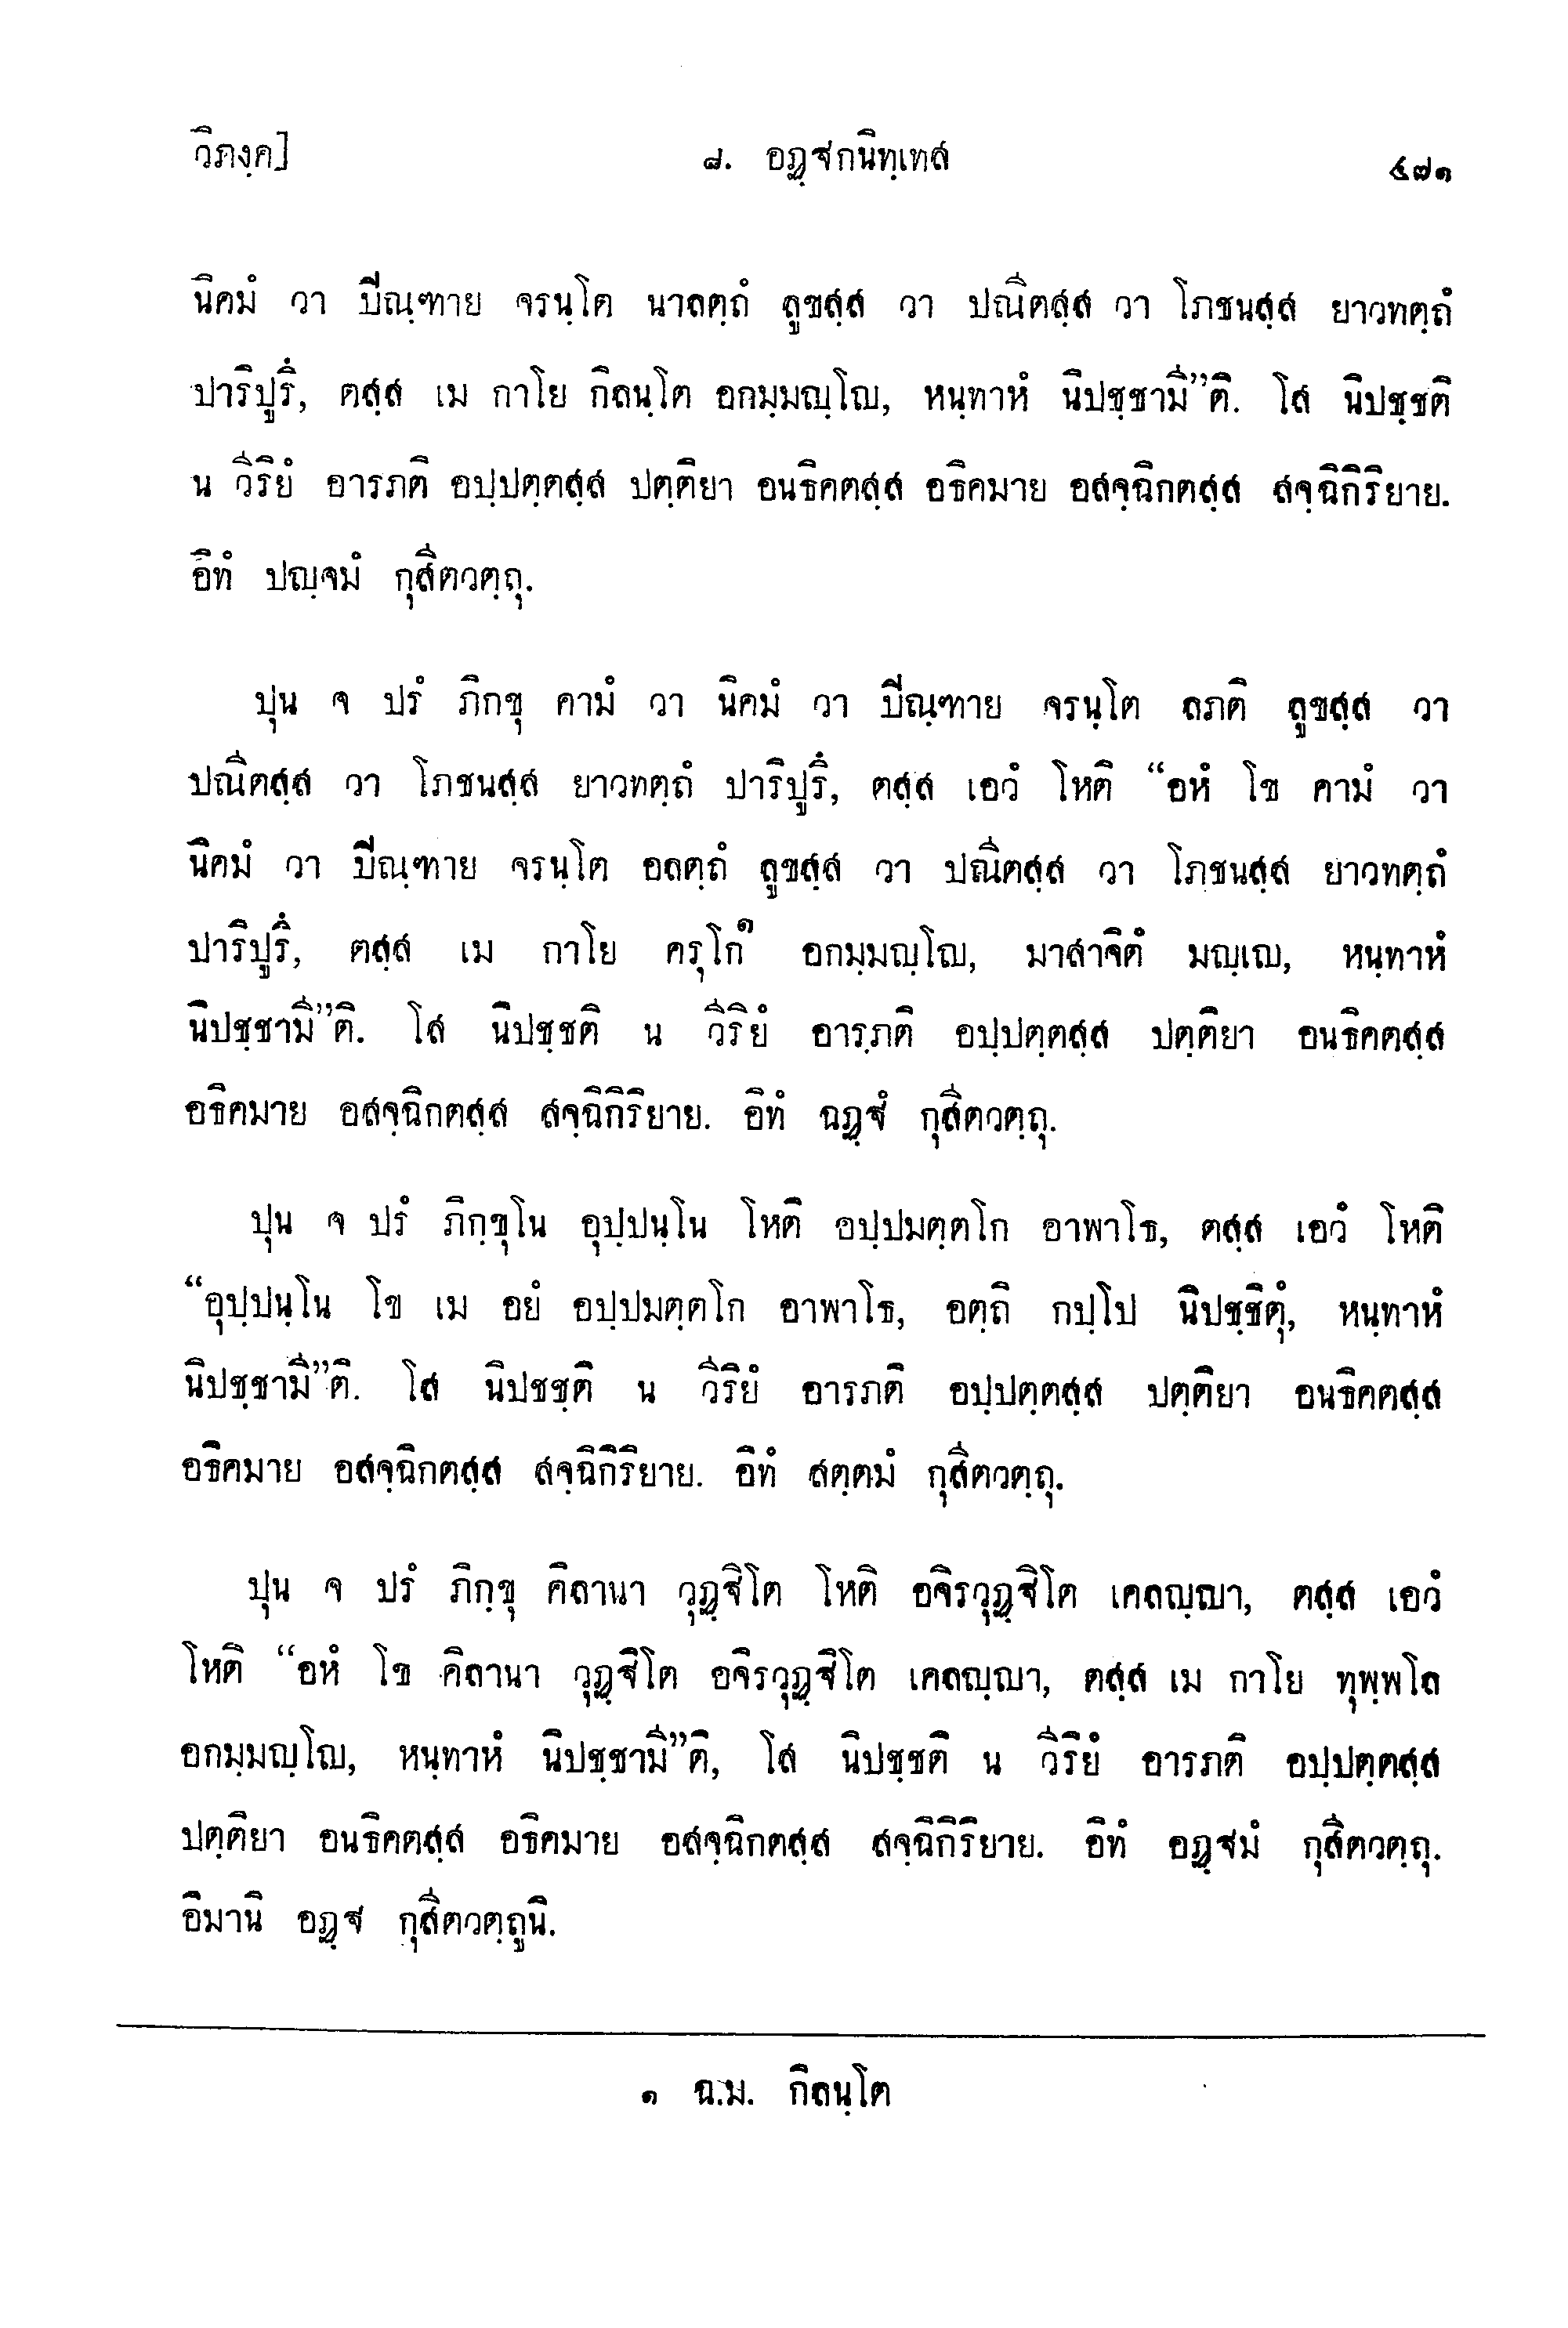 วิภงฺค]
๘. อฏฺฐกนิทฺเทส
๔๗๑
นิคมํ วา ปิณฺฑาย จรนฺโต นาลตฺถํ ลูขสฺส วา ปณีตสฺส วา โภชนสฺส ยาวทตฺถํ
ปาริปูรึ, ตสฺส เม กาโย กิลนฺโต อกมฺมญฺโญ, หนฺทาหํ นิปชฺชามี”ติ. โส นิปชฺชติ
น วีริยํ อารภติ อปฺปตฺตสฺส ปตฺติยา อนธิคตสฺส อธิคมาย อสจฺฉิกตสฺส สจฺฉิกิริยาย.
อิทํ ปญฺจมํ กุสีตวตฺถุ.
ปุน จ ปรํ ภิกขุ คามํ วา นิคมํ วา ปิณฺฑาย จรนฺโต ลภติ ลูขสฺส วา
ปณีตสฺส วา โภชนสฺส ยาวทตฺถํ ปาริปูรึ, ตสฺส เอวํ โหติ “อหํ โข คามํ วา
นิคมํ วา ปิณฺฑาย จรนฺโต อลตฺถํ ลูขสฺส วา ปณีตสฺส วา โภชนสฺส ยาวทตฺถํ
ปาริปูรึ, ตสฺส เม กาโย ครุโก๑ อกมฺมญฺโญ, มาสาจิตํ มญฺเญ, หนฺทาหํ
นิปชฺชามี”ติ. โส นิปชฺชติ น วีริยํ อารฺภติ อปฺปตฺตสฺส ปตฺติยา อนธิคตสฺส
อธิคมาย อสจฺฉิกตสฺส สจฺฉิกิริยาย. อิทํ ฉฏฺฐํ กุสีตวตฺถุ.
ปุน จ ปรํ ภิกฺขุโน อุปฺปนฺโน โหติ อปฺปมตฺตโก อาพาโธ, ตสฺส เอวํ โหติ
“อุปฺปนฺโน โข เม อยํ อปฺปมตฺตโก อาพาโธ, อตฺถิ กปฺโป นิปชฺชิตุํ, หนฺทาหํ
นิปชฺชามี”ติ. โส นิปชชฺติ น วีริยํ อารภติ อปฺปตฺตสฺส ปตฺติยา อนธิคตสฺส
อธิคมาย อสจฺฉิกตสฺส สจฺฉิกิริยาย. อิทํ สตฺตมํ กุสีตวตฺถุ.
ปุน จ ปรํ ภิกฺขุ คิลานา วุฏฺฐิโต โหติ อจิรวุฏฺฐิโต เคลญฺญา, ตสฺส เอวํ
โหติ “อหํ โข คิลานา วุฏฺฐิโต อจิรวุฏฺฐิโต เคลญฺญา, ตสฺส เม กาโย ทุพฺพโล
อกมฺมญฺโญ, หนฺทาหํ นิปชฺชามี”ติ, โส นิปชฺชติ น วีริยํ อารภติ อปฺปตฺตสฺส
ปตฺติยา อนธิคตสฺส อธิคมาย อสจฺฉิกตสฺส สจฺฉิกิริยาย. อิทํ อฏฺฐมํ กุสีตวตฺถุ.
อิมานิ อฏฺฐ กุสีตวตฺถูนิ.
๑ ฉ.ม. กิลนฺโต